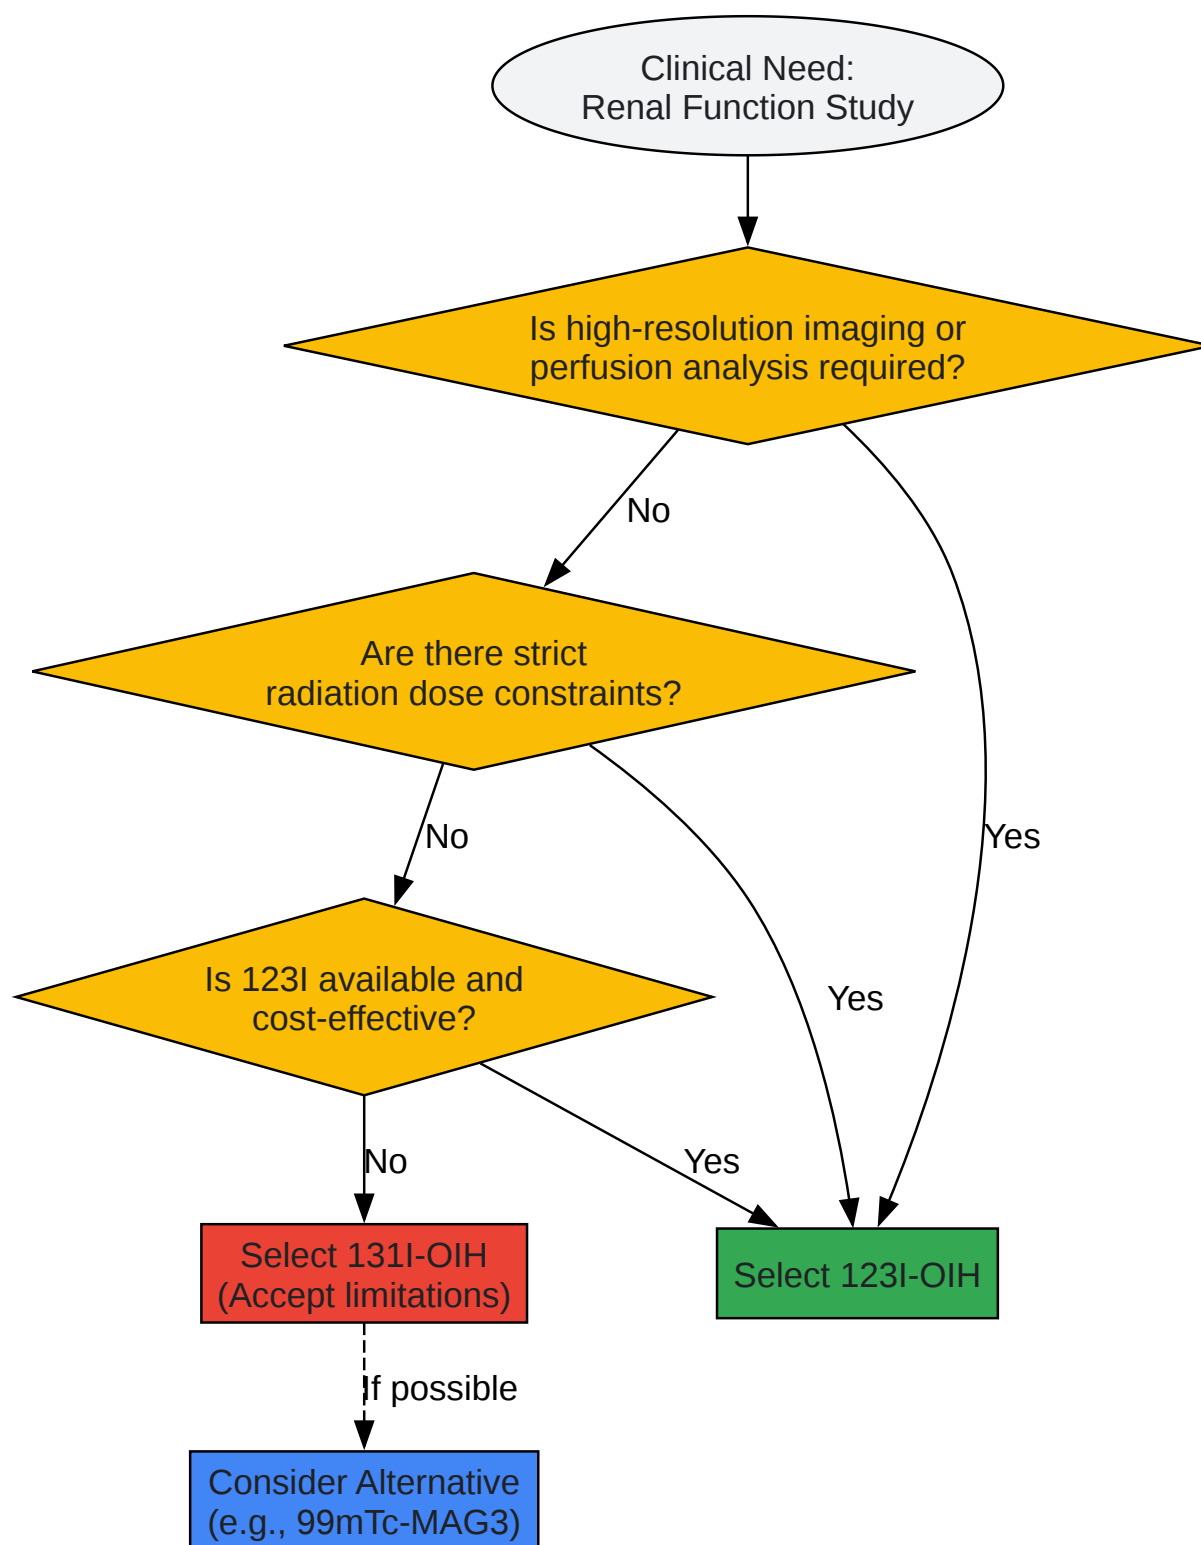 Clinical Need:
Renal Function Study
Is high-resolution imaging or
perfusion analysis required?
No
Are there strict
radiation dose constraints?
No
Yes
Is 123I available and
cost-effective?
Yes
No
Yes
Select 131I-OIH
(Accept limitations)
Select 123I-OIH
If possible
Consider Alternative
(e.g., 99mTc-MAG3)